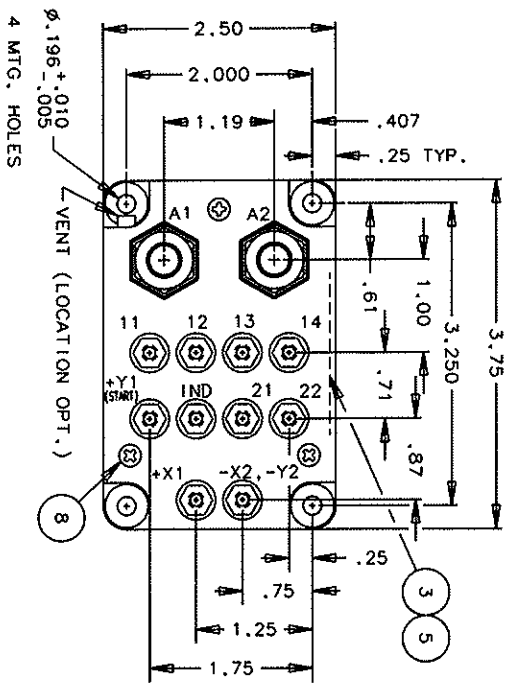 2.50
2.000
1.19
.407
.25 TYP.
Ø.196 +.010 -.005
4 MTG. HOLES
VENT (LOCATION OPT.)
A1 A2
11 12 13 14
+Y1 IND 21 22
(START)
+X1 -X2,-Y2
.61
1.00
3.250
3.75
.71
.87
8
3
5
.25
.75
1.25
1.75